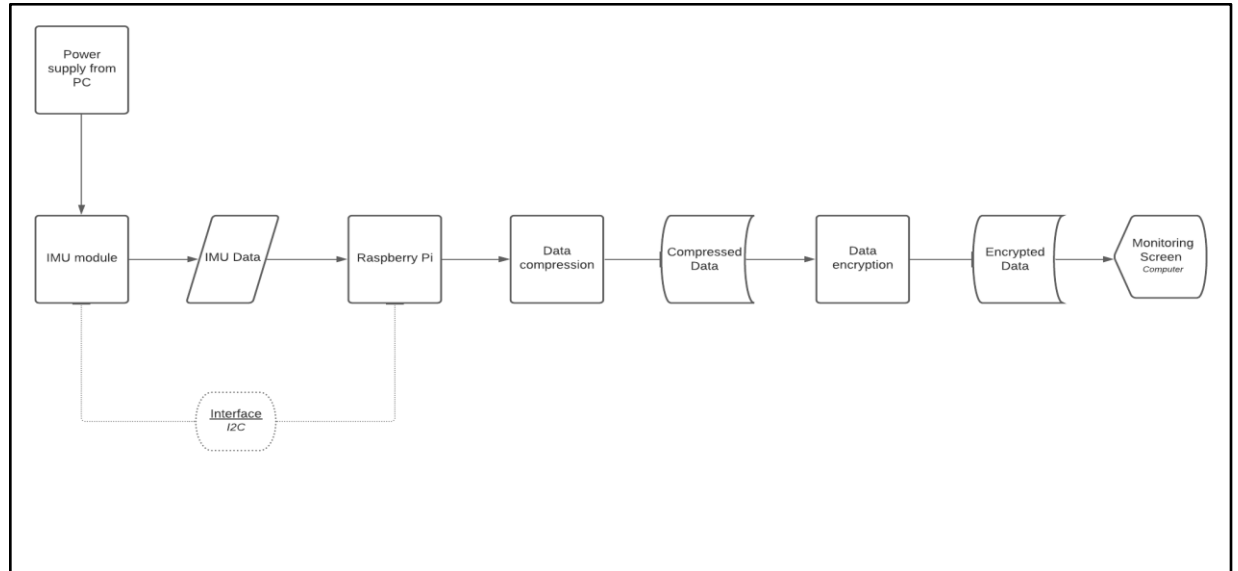 Power
supply from
PC
IMU module
IMU Data
Raspberry Pi
Data
compression
Compressed
Data
Data
encryption
Encrypted
Data
Monitoring
Screen
Computer
Interface
I2C